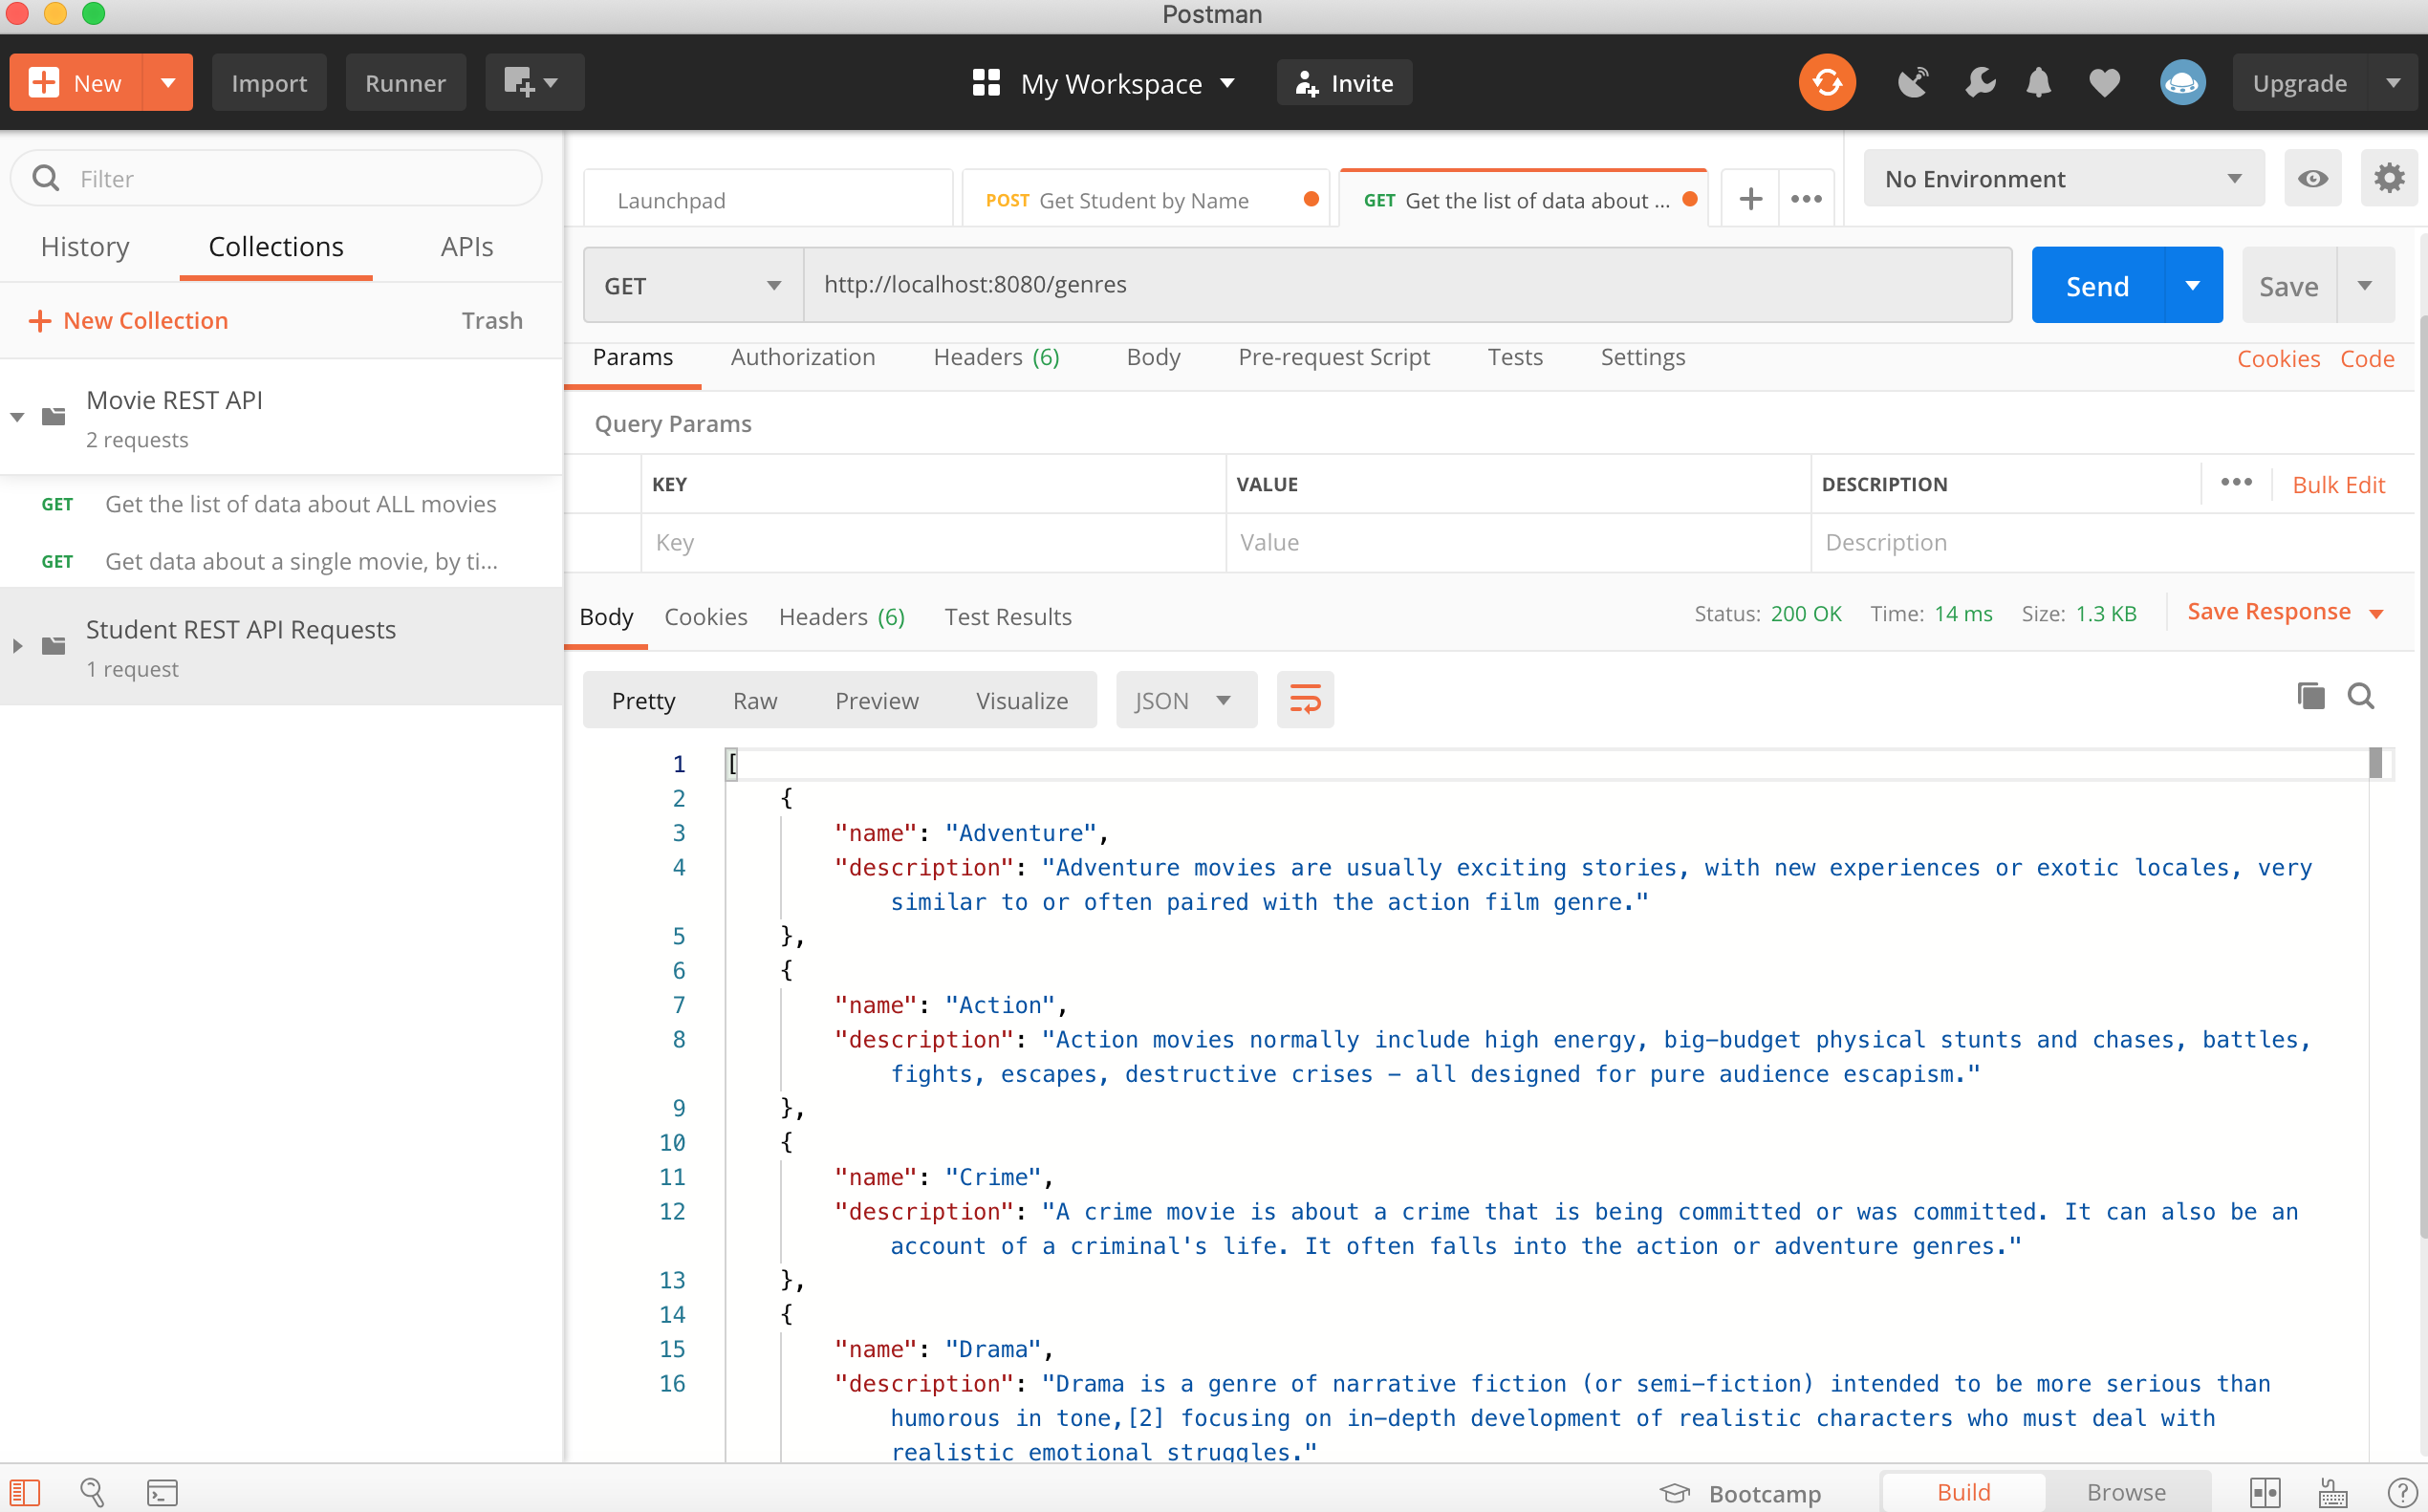 Postman
New
Import
Runner
My Workspace
Invite
Upgrade
Filter
History
Collections
APIs
+ New Collection
Trash
Movie REST API
2 requests
GET Get the list of data about ALL movies
GET Get data about a single movie, by ti...
Student REST API Requests
1 request
Launchpad
POST Get Student by Name
GET Get the list of data about ...
No Environment
GET
http://localhost:8080/genres
Send
Save
Params
Authorization
Headers (6)
Body
Pre-request Script
Tests
Settings
Cookies
Code
Query Params
KEY
VALUE
DESCRIPTION
Bulk Edit
Key
Value
Description
Body
Cookies
Headers (6)
Test Results
Status: 200 OK
Time: 14 ms
Size: 1.3 KB
Save Response
Pretty
Raw
Preview
Visualize
JSON
1 [
2 {
3 "name": "Adventure",
4 "description": "Adventure movies are usually exciting stories, with new experiences or exotic locales, very
similar to or often paired with the action film genre."
5 },
6 {
7 "name": "Action",
8 "description": "Action movies normally include high energy, big-budget physical stunts and chases, battles,
fights, escapes, destructive crises - all designed for pure audience escapism."
9 },
10 {
11 "name": "Crime",
12 "description": "A crime movie is about a crime that is being committed or was committed. It can also be an
account of a criminal's life. It often falls into the action or adventure genres."
13 },
14 {
15 "name": "Drama",
16 "description": "Drama is a genre of narrative fiction (or semi-fiction) intended to be more serious than
humorous in tone,[2] focusing on in-depth development of realistic characters who must deal with
realistic emotional struggles."
Bootcamp
Build
Browse